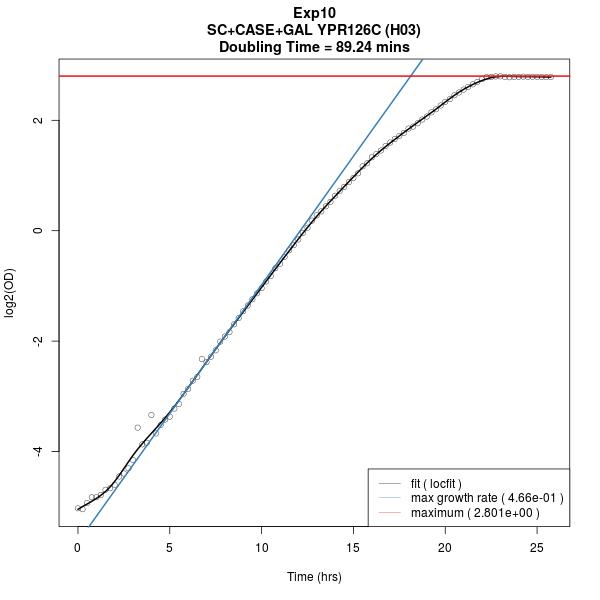 Exp10
SC+CASE+GAL YPR126C (H03)
Doubling Time = 89.24 mins
log2(OD)
2
0
-2
-4
fit ( locfit )
max growth rate ( 4.66e-01 )
maximum ( 2.801e+00 )
0 5 10 15 20 25
Time (hrs)